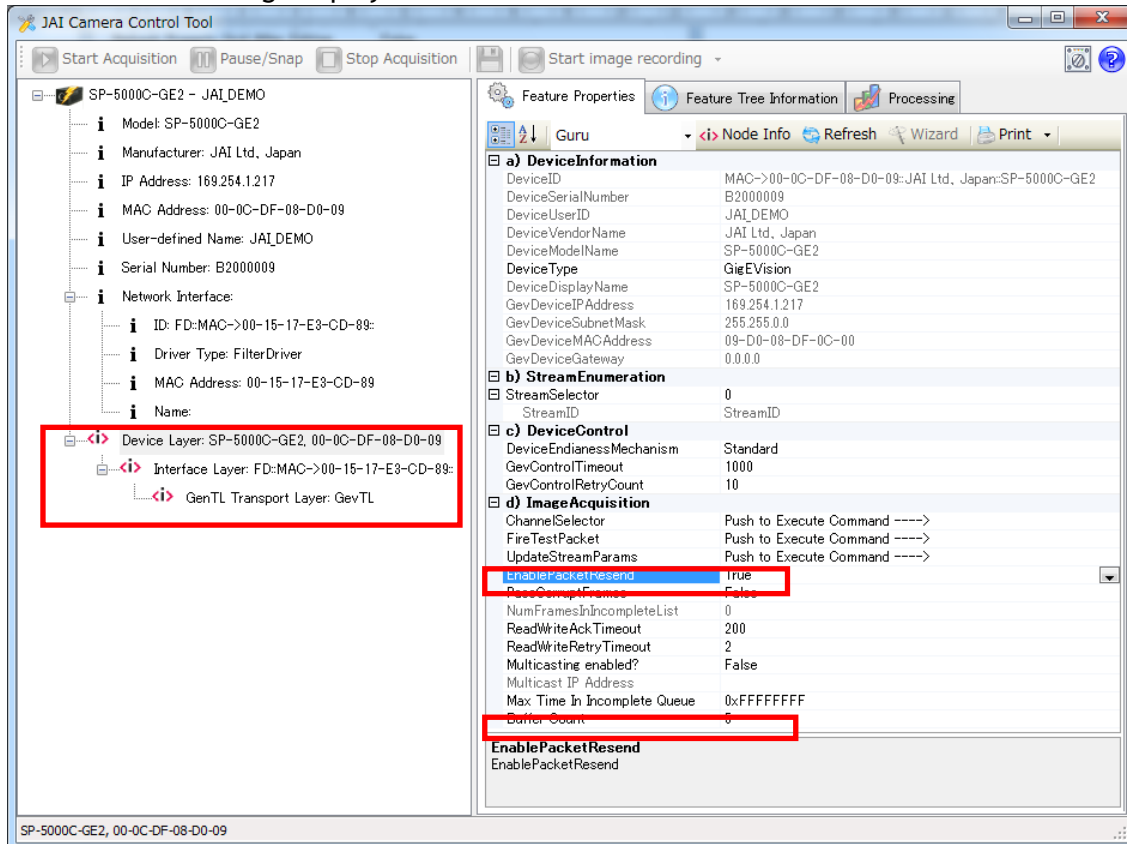 JAI Camera Control Tool
Start Acquisition Pause/Snap Stop Acquisition Start image recording
SP-5000C-GE2 - JAI_DEMO
Model: SP-5000C-GE2
Manufacturer: JAI Ltd., Japan
IP Address: 169.254.1.217
MAC Address: 00-0C-DF-08-D0-09
User-defined Name: JAI_DEMO
Serial Number: B2000009
Network Interface:
ID: FD::MAC->00-15-17-E3-CD-89::
Driver Type: FilterDriver
MAC Address: 00-15-17-E3-CD-89
Name:
Device Layer: SP-5000C-GE2, 00-0C-DF-08-D0-09
Interface Layer: FD::MAC->00-15-17-E3-CD-89::
GenTL Transport Layer: GevTL
Feature Properties Feature Tree Information Processing
Guru Node Info Refresh Wizard Print
a) DeviceInformation
DeviceID MAC->00-0C-DF-08-D0-09::JAI Ltd., Japan::SP-5000C-GE2
DeviceSerialNumber B2000009
DeviceUserID JAI_DEMO
DeviceVendorName JAI Ltd., Japan
DeviceModelName SP-5000C-GE2
DeviceType GigEVision
DeviceDisplayName SP-5000C-GE2
GevDeviceIPAddress 169.254.1.217
GevDeviceSubnetMask 255.255.0.0
GevDeviceMACAddress 09-D0-08-DF-0C-00
GevDeviceGateway 0.0.0.0
b) StreamEnumeration
StreamSelector 0
StreamID StreamID
c) DeviceControl
DeviceEndianessMechanism Standard
GevControlTimeout 1000
GevControlRetryCount 10
d) ImageAcquisition
ChannelSelector Push to Execute Command ---->
FireTestPacket Push to Execute Command ---->
UpdateStreamParams Push to Execute Command ---->
EnablePacketResend True
PassCorruptFrames False
NumFramesInIncompleteList 0
ReadWriteAckTimeout 200
ReadWriteRetryTimeout 2
Multicasting enabled? False
Multicast IP Address
Max Time In Incomplete Queue 0xFFFFFFFF
Buffer Count
EnablePacketResend
EnablePacketResend
SP-5000C-GE2, 00-0C-DF-08-D0-09